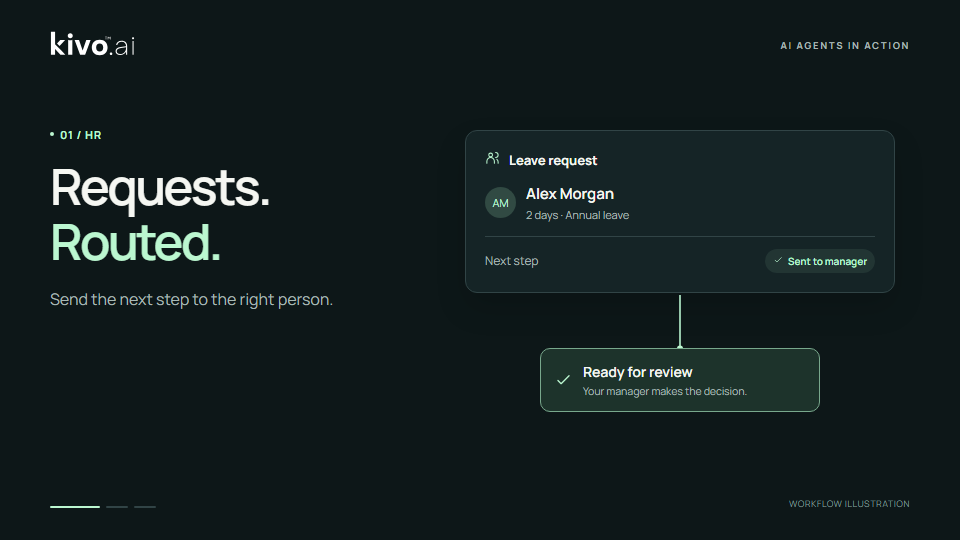 kivo.ai™
AI AGENTS IN ACTION
01 / HR
Requests.
Routed.
Send the next step to the right person.
Leave request
AM
Alex Morgan
2 days · Annual leave
Next step
Sent to manager
Ready for review
Your manager makes the decision.
WORKFLOW ILLUSTRATION